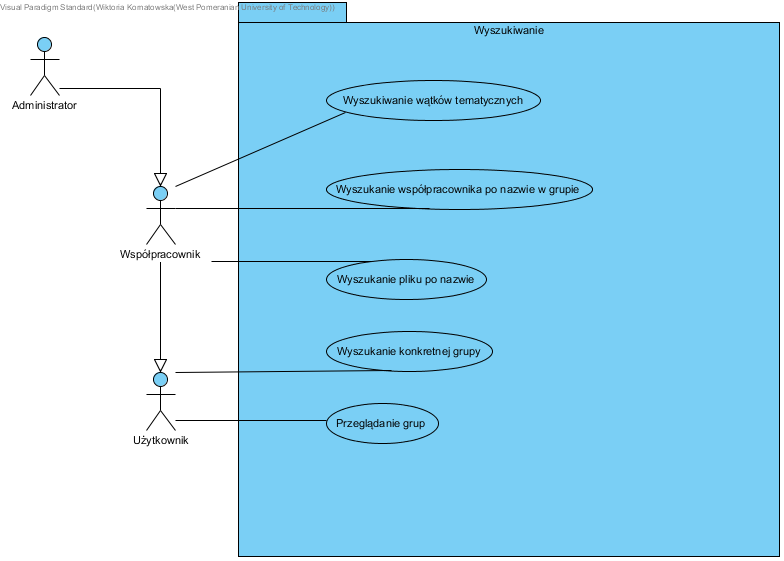 Visual Paradigm Standard(Wiktoria Kornatowska(West Pomeranian University of Technology))
Wyszukiwanie
Administrator
Wyszukiwanie wątków tematycznych
Wyszukanie współpracownika po nazwie w grupie
Współpracownik
Wyszukanie pliku po nazwie
Wyszukanie konkretnej grupy
Przeglądanie grup
Użytkownik